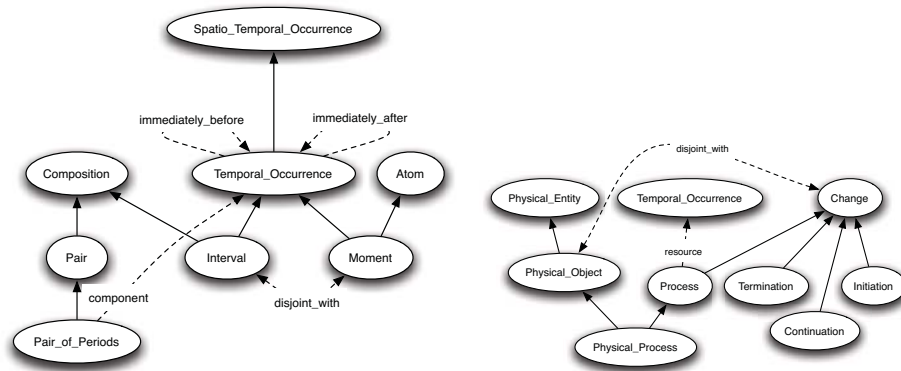 Spatio_Temporal_Occurrence
immediately_before
immediately_after
Composition
Temporal_Occurrence
Atom
Pair
Interval
Moment
component
disjoint_with
Pair_of_Periods
disjoint_with
Physical_Entity
Temporal_Occurrence
Change
resource
Physical_Object
Process
Termination
Initiation
Continuation
Physical_Process